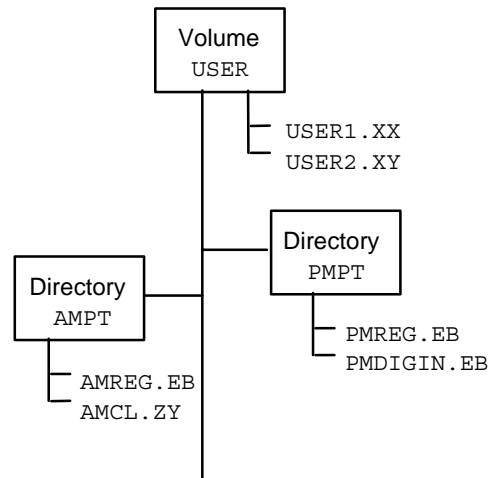 Volume
USER
USER1.XX
USER2.XY
Directory
PMPT
PMREG.EB
PMDIGIN.EB
Directory
AMPT
AMREG.EB
AMCL.ZY